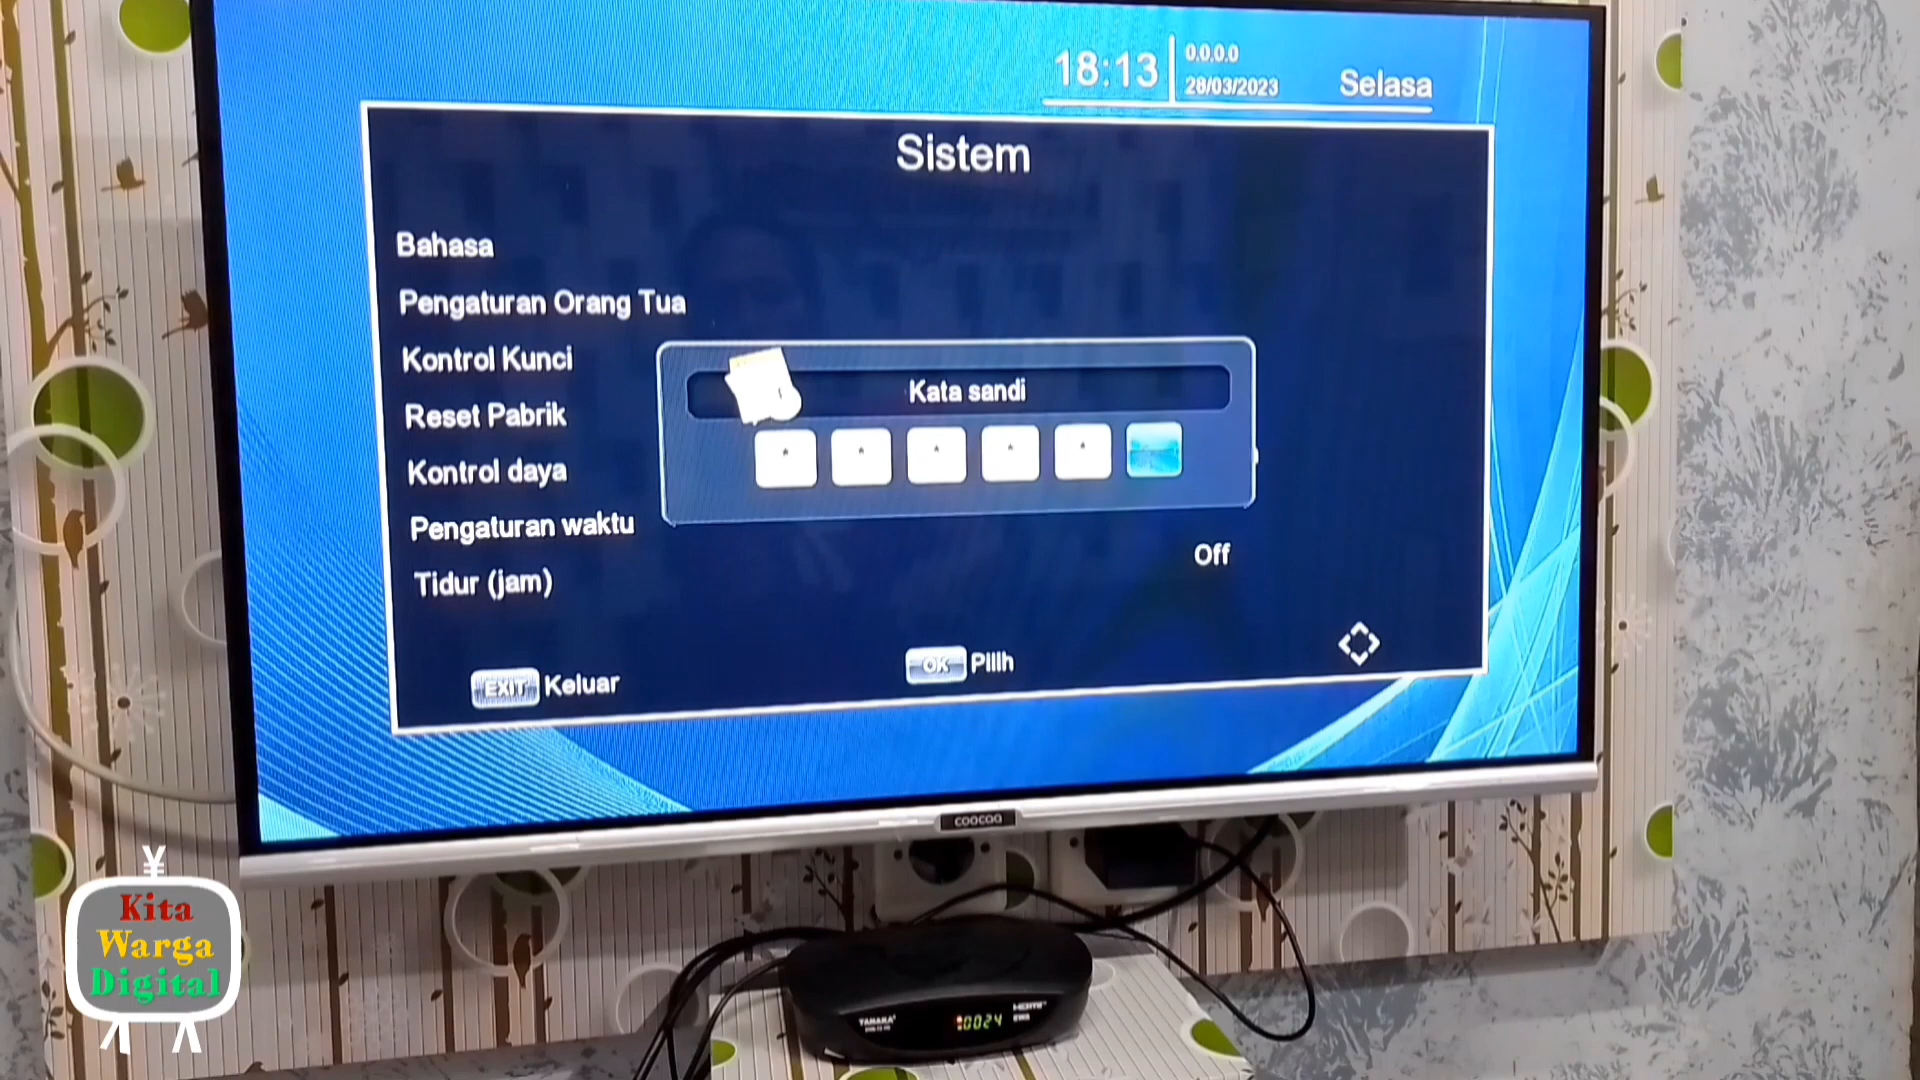 18:13
0.0.0.0
28/03/2023
Selasa
Sistem
Bahasa
Pengaturan Orang Tua
Kontrol Kunci
Reset Pabrik
Kontrol daya
Pengaturan waktu
Tidur (jam)
Kata sandi
* * * * *
Off
EXIT Keluar
OK Pilih
coocaa
TANAKA
HDMI
0024
Kita
Warga
Digital